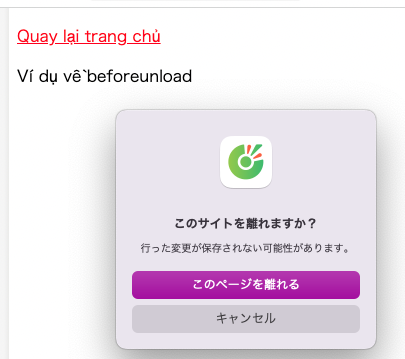 Quay lại trang chủ
Ví dụ về beforeunload
このサイトを離れますか？
行った変更が保存されない可能性があります。
このページを離れる
キャンセル